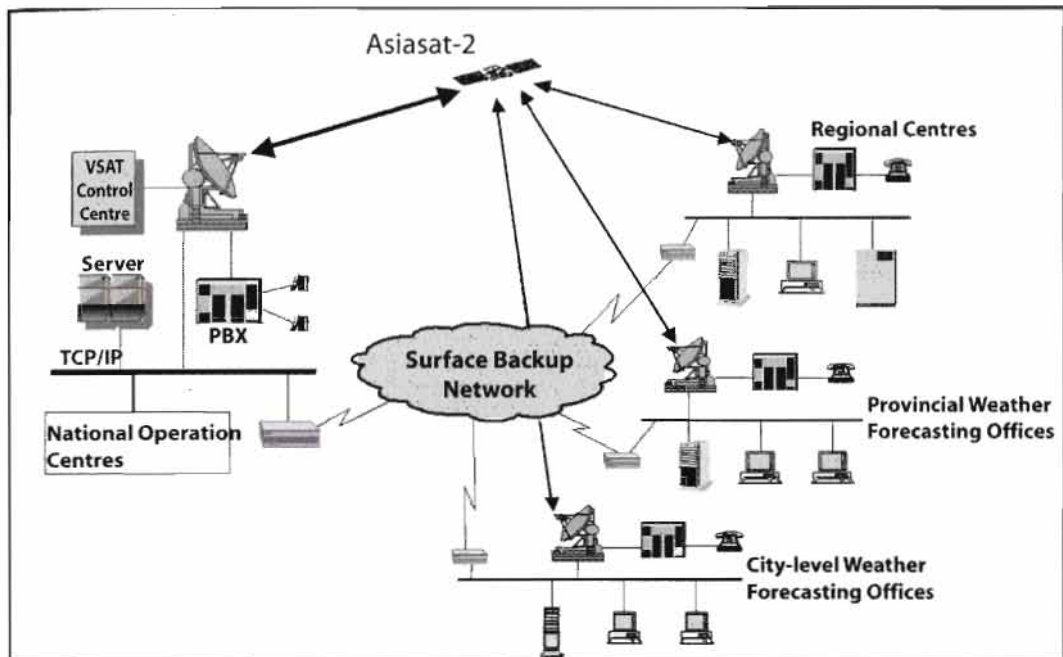 Asiasat-2
Regional Centres
VSAT
Control
Centre
Server
PBX
TCP/IP
Surface Backup
Network
National Operation
Centres
Provincial Weather
Forecasting Offices
City-level Weather
Forecasting Offices